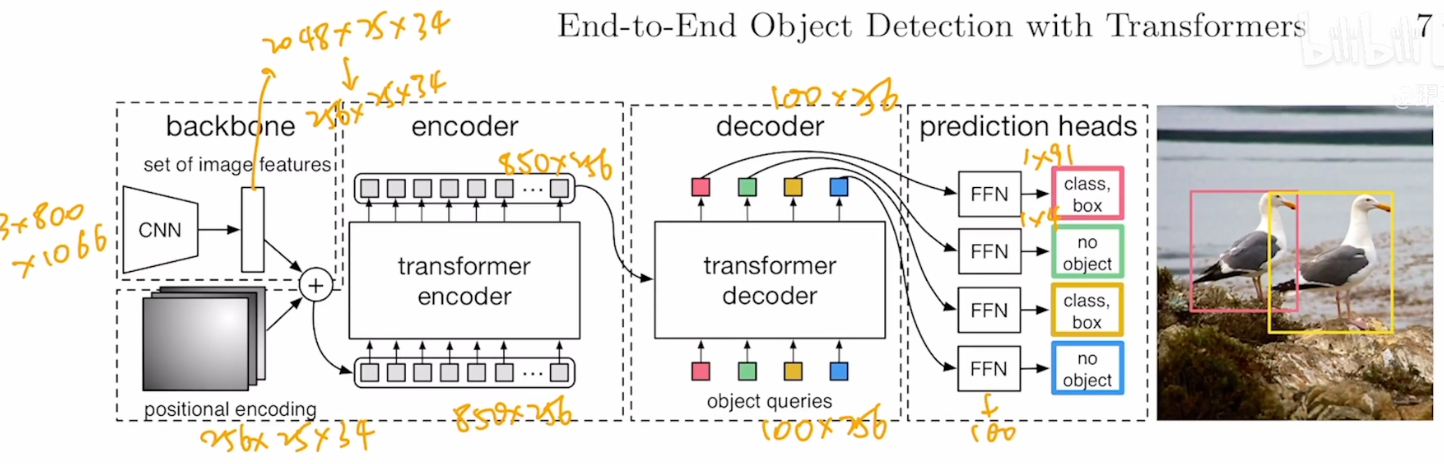 End-to-End Object Detection with Transformers 7
bilibili
2048×25×34
256×25×34
100×256
backbone
encoder
decoder
prediction heads
set of image features
850×256
1×91
3×800
×1066
CNN
FFN
class,
box
1×4
transformer
encoder
transformer
decoder
FFN
no
object
+
FFN
class,
box
FFN
no
object
positional encoding
256×25×34
850×256
object queries
100×256
100